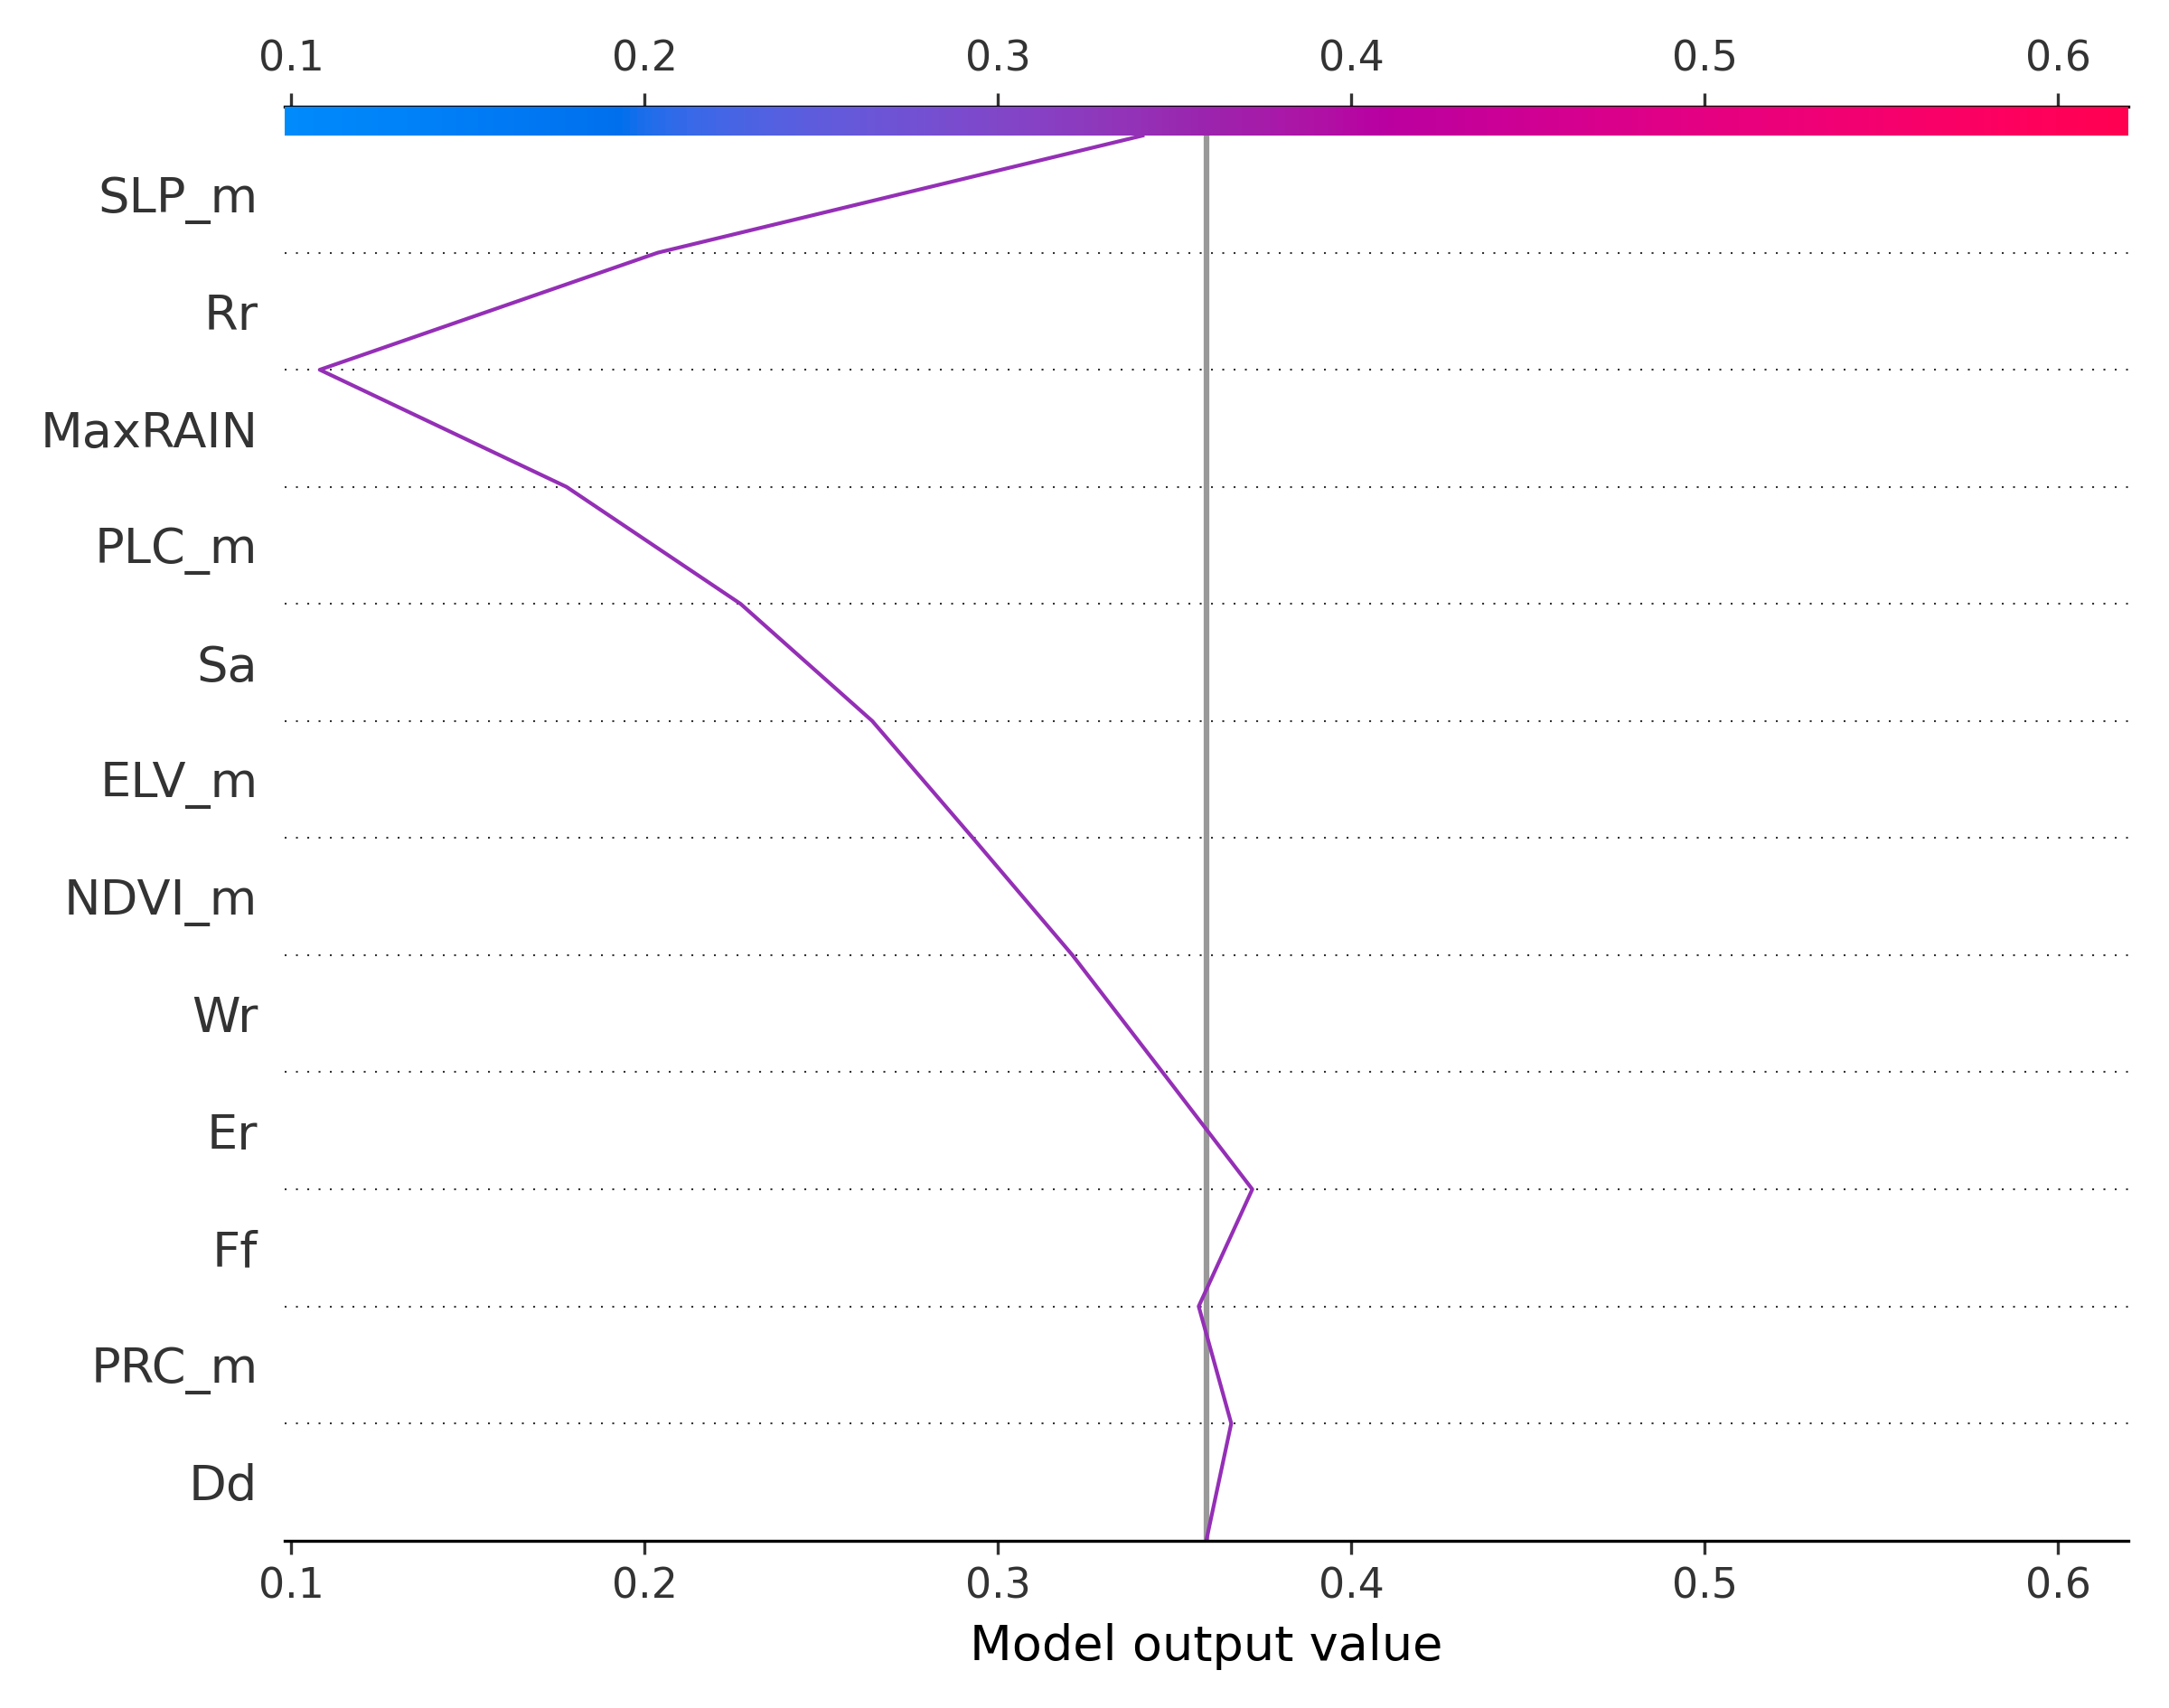 0.1 0.2 0.3 0.4 0.5 0.6
SLP_m
Rr
MaxRAIN
PLC_m
Sa
ELV_m
NDVI_m
Wr
Er
Ff
PRC_m
Dd
0.1 0.2 0.3 0.4 0.5 0.6
Model output value